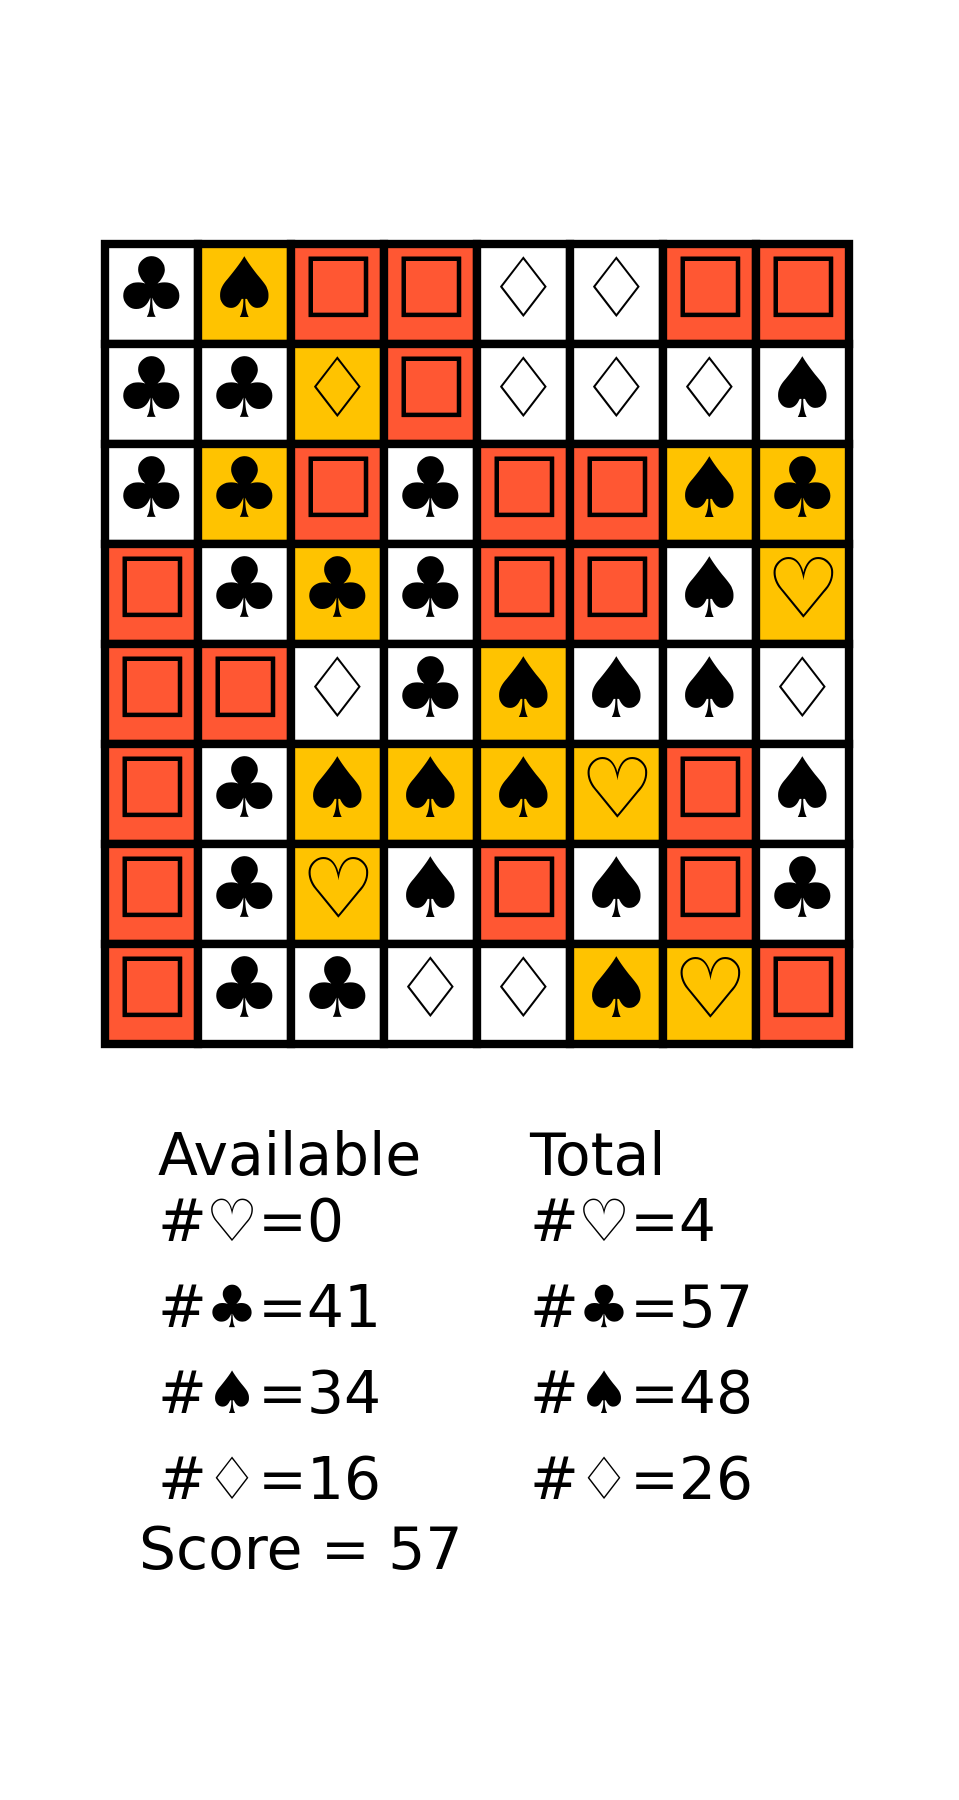 ♣ ♠ □ □ ♢ ♢ □ □
♣ ♣ ♢ □ ♢ ♢ ♢ ♠
♣ ♣ □ ♣ □ □ ♠ ♣
□ ♣ ♣ ♣ □ □ ♠ ♡
□ □ ♢ ♣ ♠ ♠ ♠ ♢
□ ♣ ♠ ♠ ♠ ♡ □ ♠
□ ♣ ♡ ♠ □ ♠ □ ♣
□ ♣ ♣ ♢ ♢ ♠ ♡ □
Available Total
#♡=0 #♡=4
#♣=41 #♣=57
#♠=34 #♠=48
#♢=16 #♢=26
Score = 57